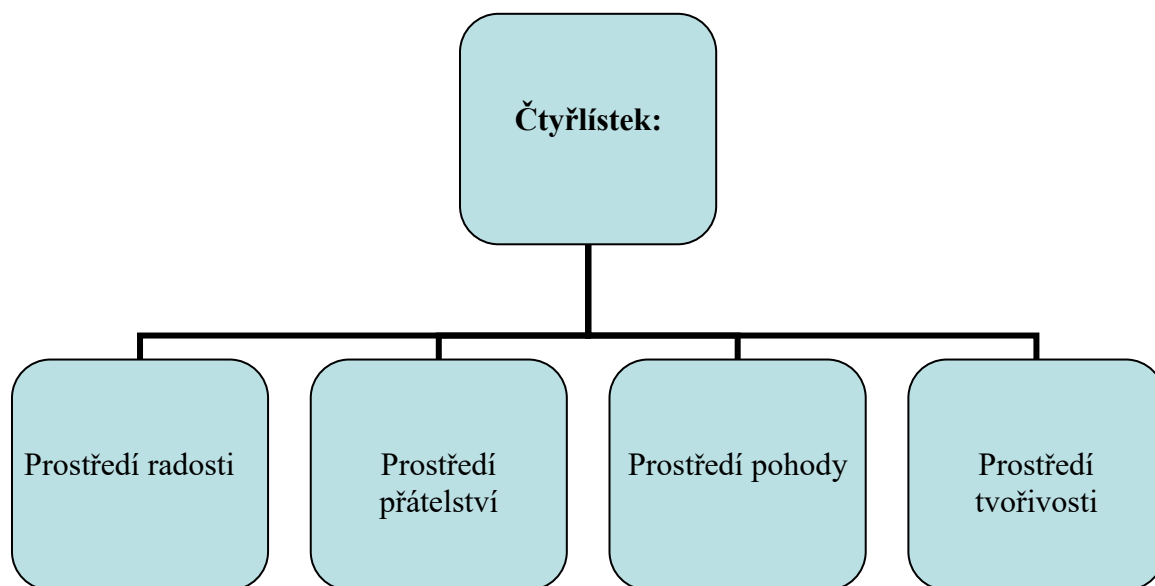 Čtyřlístek:
Prostředí radosti
Prostředí
přátelství
Prostředí pohody
Prostředí
tvořivosti